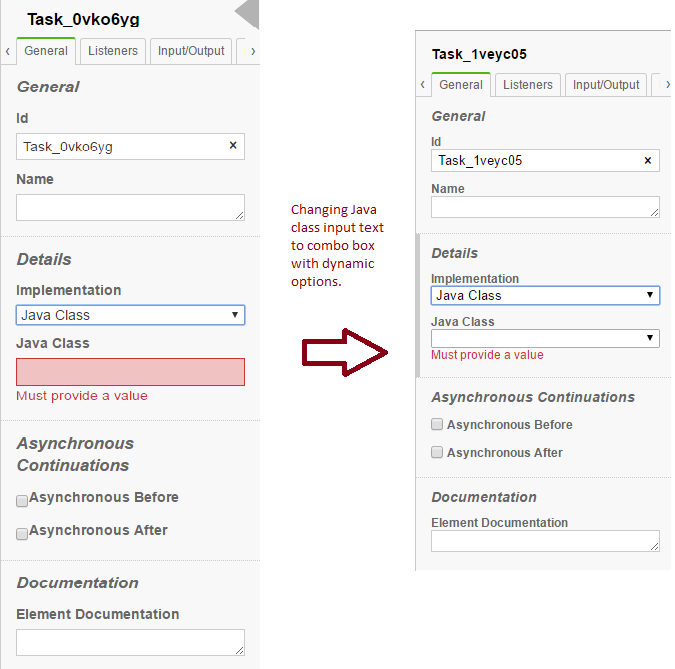 Task_0vko6yg
General
Listeners
Input/Output
General
Id
Task_0vko6yg
Name
Details
Implementation
Java Class
Java Class
Must provide a value
Asynchronous
Continuations
Asynchronous Before
Asynchronous After
Documentation
Element Documentation
Changing Java
class input text
to combo box
with dynamic
options.
Task_1veyc05
General
Listeners
Input/Output
General
Id
Task_1veyc05
Name
Details
Implementation
Java Class
Java Class
Must provide a value
Asynchronous Continuations
Asynchronous Before
Asynchronous After
Documentation
Element Documentation